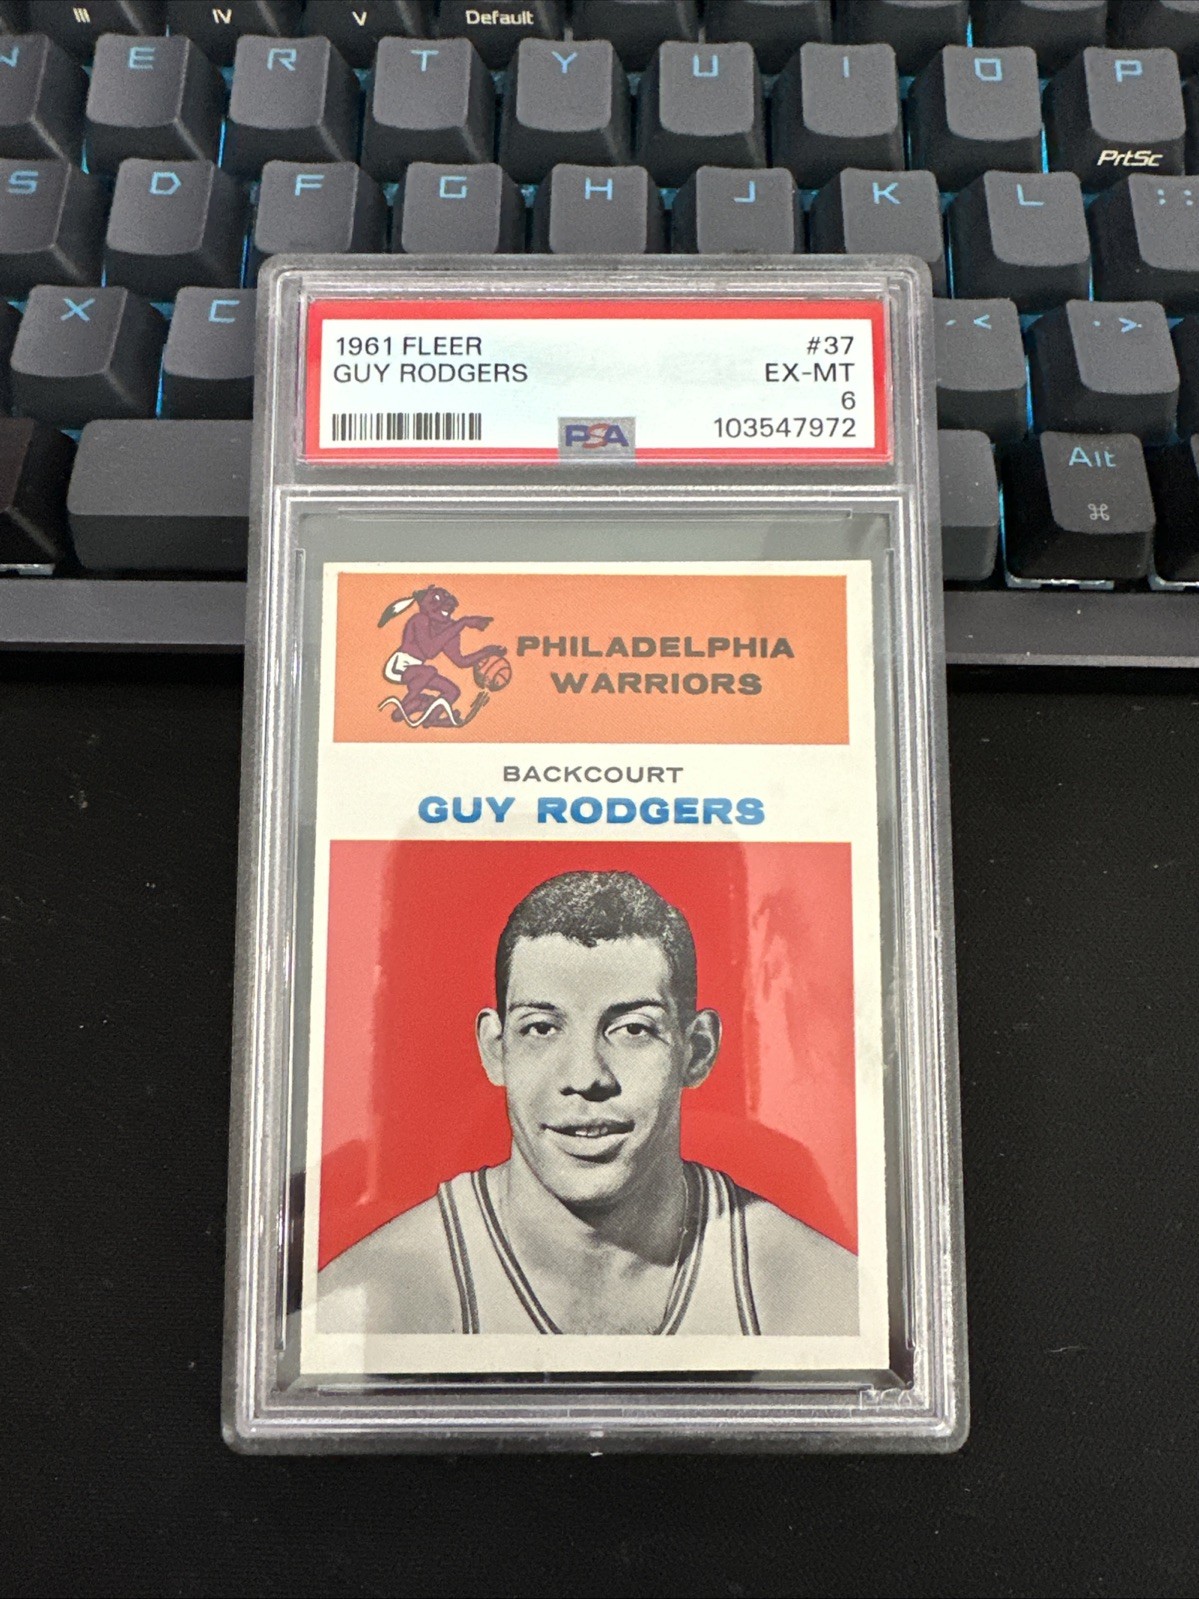 III IV V Default
E R T Y U I O P
PrtSc
S D F G H J K L : :
X C < >
Alt
⌘
1961 FLEER #37
GUY RODGERS EX-MT
6
PSA 103547972
PHILADELPHIA
WARRIORS
BACKCOURT
GUY RODGERS
PSA